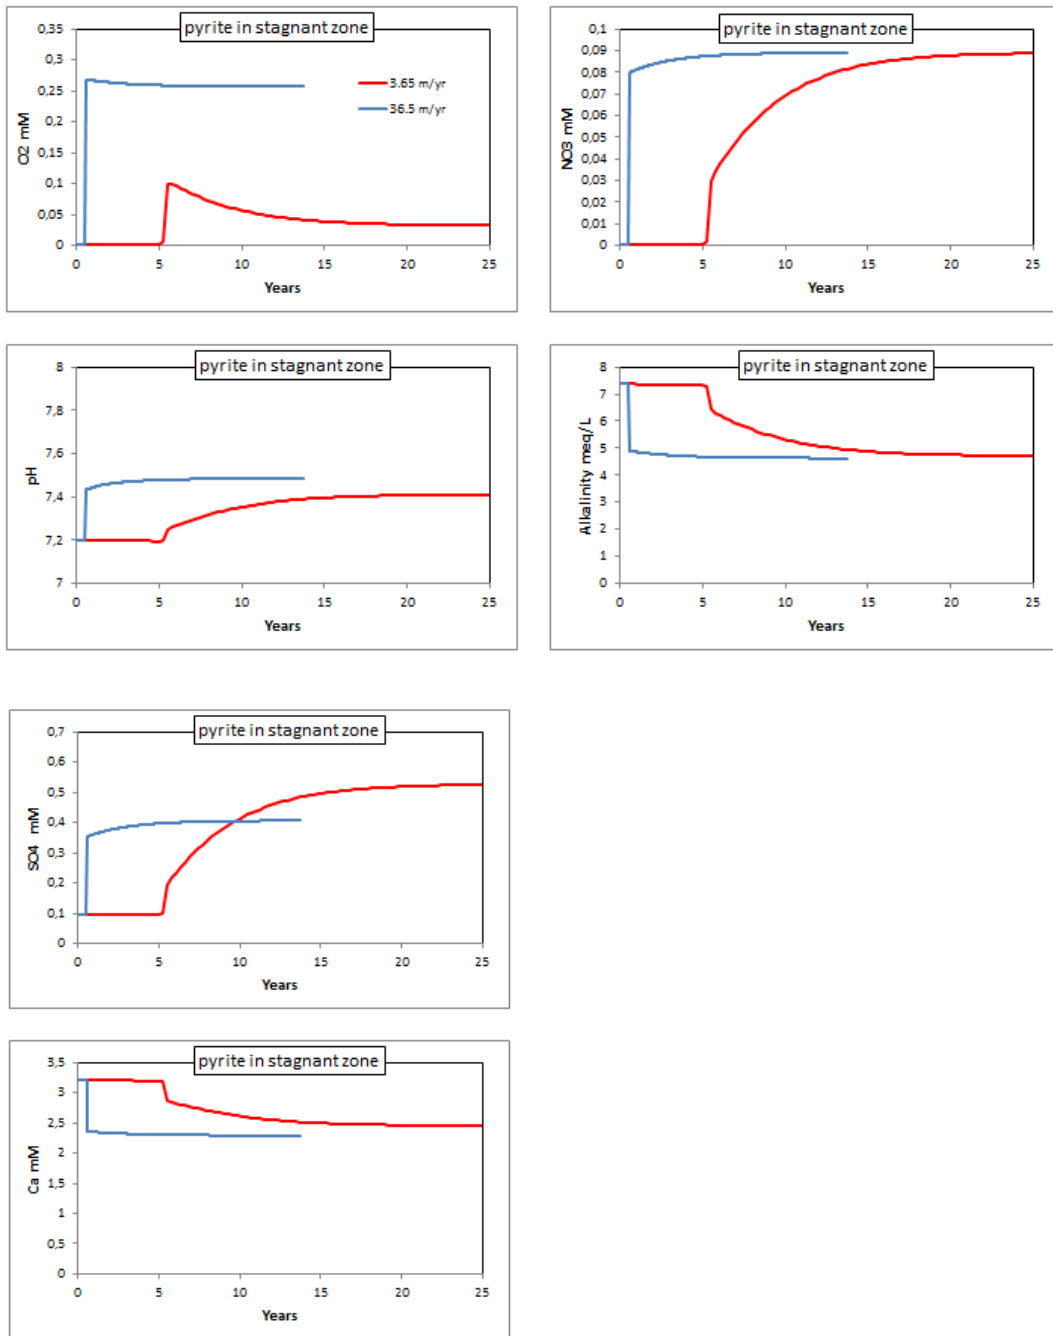 pyrite in stagnant zone
0,35
0,3
0,25
0,2
0,15
0,1
0,05
0
O2 mM
3.65 m/yr
36.5 m/yr
0 5 10 15 20 25
Years
pyrite in stagnant zone
0,1
0,09
0,08
0,07
0,06
0,05
0,04
0,03
0,02
0,01
0
NO3 mM
0 5 10 15 20 25
Years
pyrite in stagnant zone
8
7,8
7,6
7,4
7,2
7
pH
0 5 10 15 20 25
Years
pyrite in stagnant zone
8
7
6
5
4
3
2
1
0
Alkalinity meq/L
0 5 10 15 20 25
Years
pyrite in stagnant zone
0,7
0,6
0,5
0,4
0,3
0,2
0,1
0
SO4 mM
0 5 10 15 20 25
Years
pyrite in stagnant zone
3,5
3
2,5
2
1,5
1
0,5
0
Ca mM
0 5 10 15 20 25
Years